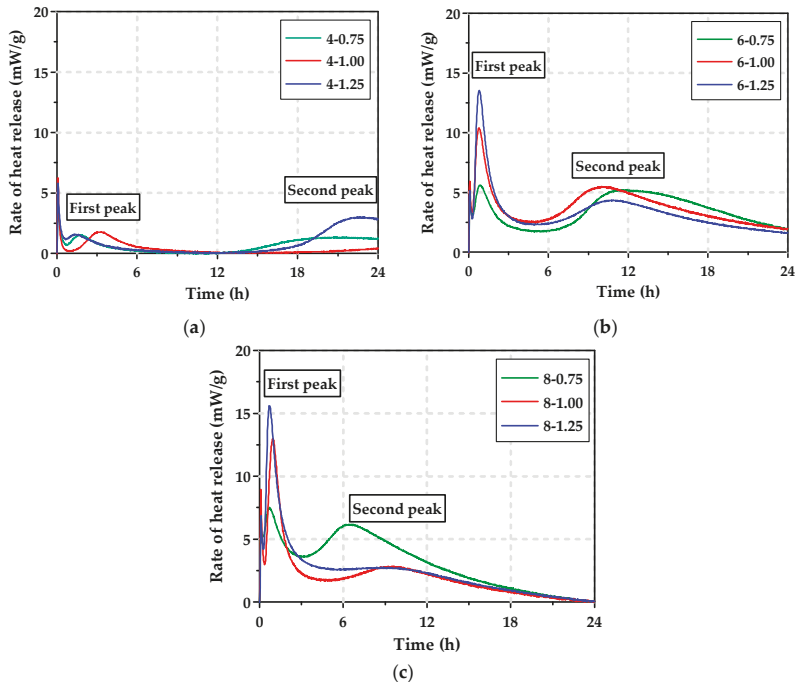 20
15
10
5
0
Rate of heat release (mW/g)
4-0.75
4-1.00
4-1.25
First peak
Second peak
0 6 12 18 24
Time (h)
(a)
20
15
10
5
0
Rate of heat release (mW/g)
First peak
6-0.75
6-1.00
6-1.25
Second peak
0 6 12 18 24
Time (h)
(b)
20
15
10
5
0
Rate of heat release (mW/g)
First peak
8-0.75
8-1.00
8-1.25
Second peak
0 6 12 18 24
Time (h)
(c)